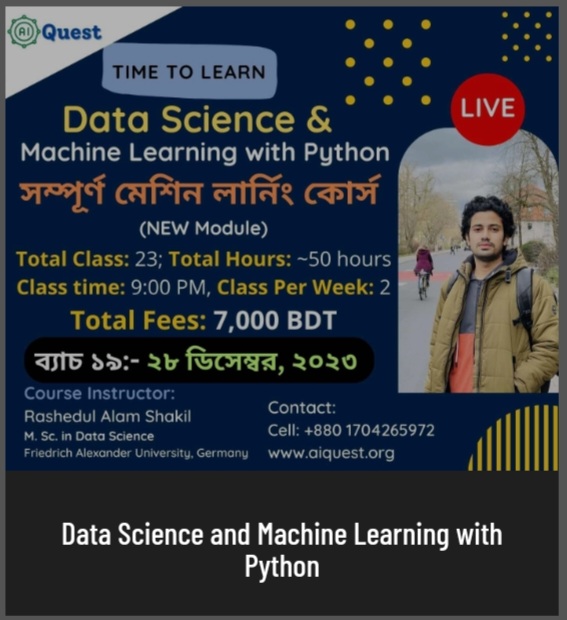 AI Quest
TIME TO LEARN
LIVE
Data Science &
Machine Learning with Python
সম্পূর্ণ মেশিন লার্নিং কোর্স
(NEW Module)
Total Class: 23; Total Hours: ~50 hours
Class time: 9:00 PM, Class Per Week: 2
Total Fees: 7,000 BDT
ব্যাচ ১৯:- ২৮ ডিসেম্বর, ২০২৩
Course Instructor:
Rashedul Alam Shakil
M. Sc. in Data Science
Friedrich Alexander University, Germany
Contact:
Cell: +880 1704265972
www.aiquest.org
Data Science and Machine Learning with
Python